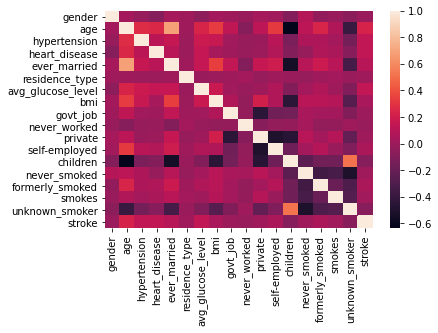 gender
age
hypertension
heart_disease
ever_married
residence_type
avg_glucose_level
bmi
govt_job
never_worked
private
self-employed
children
never_smoked
formerly_smoked
smokes
unknown_smoker
stroke
gender
age
hypertension
heart_disease
ever_married
residence_type
avg_glucose_level
bmi
govt_job
never_worked
private
self-employed
children
never_smoked
formerly_smoked
smokes
unknown_smoker
stroke
1.0
0.8
0.6
0.4
0.2
0.0
−0.2
−0.4
−0.6